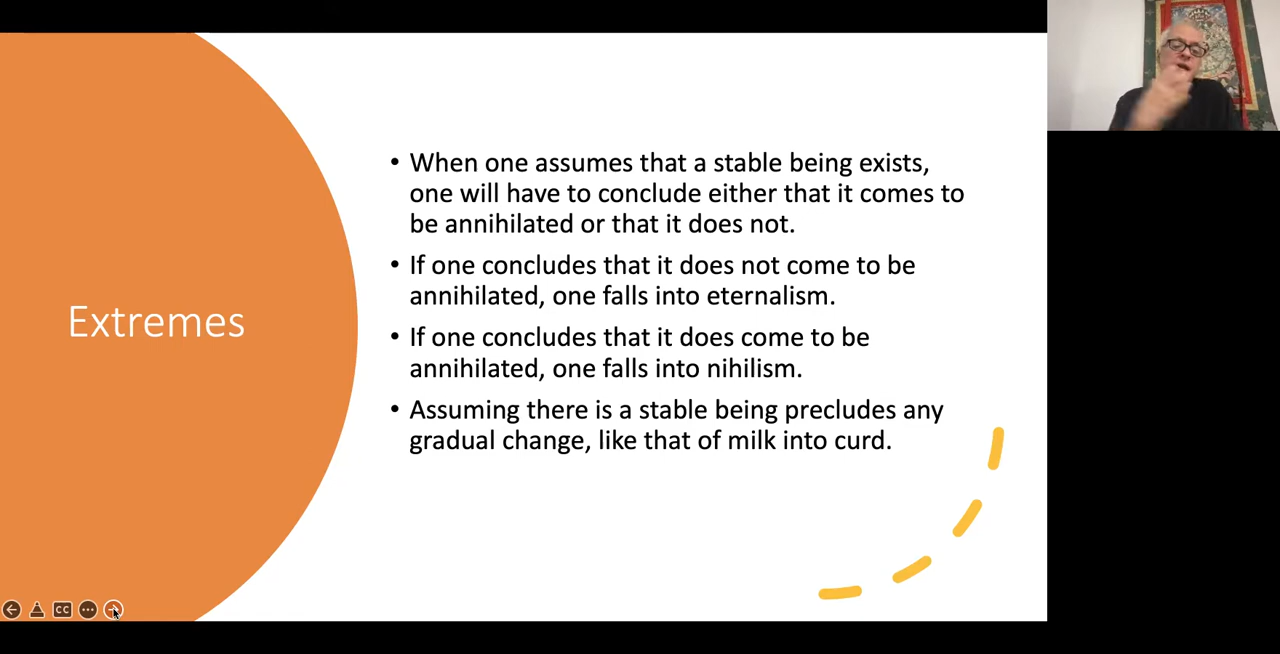 Extremes
• When one assumes that a stable being exists,
one will have to conclude either that it comes to
be annihilated or that it does not.
• If one concludes that it does not come to be
annihilated, one falls into eternalism.
• If one concludes that it does come to be
annihilated, one falls into nihilism.
• Assuming there is a stable being precludes any
gradual change, like that of milk into curd.
CC